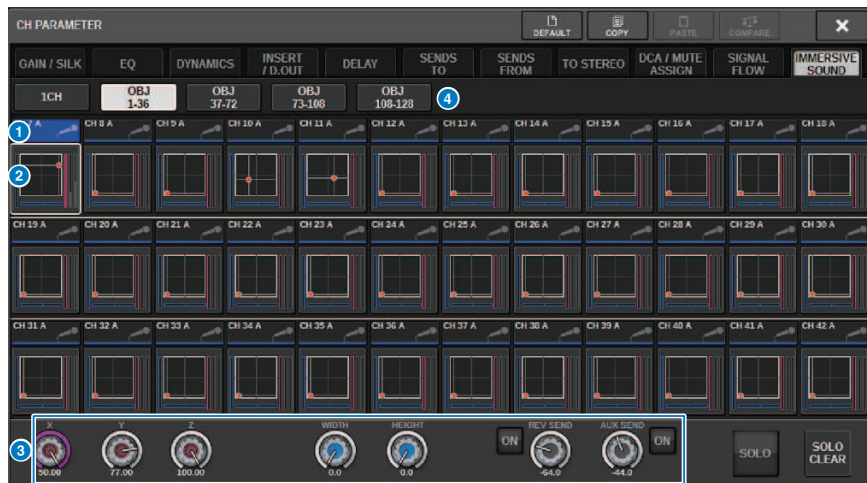 CH PARAMETER
DEFAULT
COPY
PASTE
COMPARE
GAIN / SILK
EQ
DYNAMICS
INSERT
/ D.OUT
DELAY
SENDS
TO
SENDS
FROM
TO STEREO
DCA / MUTE
ASSIGN
SIGNAL
FLOW
IMMERSIVE
SOUND
1CH
OBJ
1-36
OBJ
37-72
OBJ
73-108
OBJ
108-128
4
1
A
CH 8 A
CH 9 A
CH 10 A
CH 11 A
CH 12 A
CH 13 A
CH 14 A
CH 15 A
CH 16 A
CH 17 A
CH 18 A
2
CH 19 A
CH 20 A
CH 21 A
CH 22 A
CH 23 A
CH 24 A
CH 25 A
CH 26 A
CH 27 A
CH 28 A
CH 29 A
CH 30 A
CH 31 A
CH 32 A
CH 33 A
CH 34 A
CH 35 A
CH 36 A
CH 37 A
CH 38 A
CH 39 A
CH 40 A
CH 41 A
CH 42 A
3
X
Y
Z
WIDTH
HEIGHT
REV SEND
AUX SEND
50.00
77.00
100.00
0.0
0.0
ON
-64.0
-44.0
ON
SOLO
SOLO
CLEAR